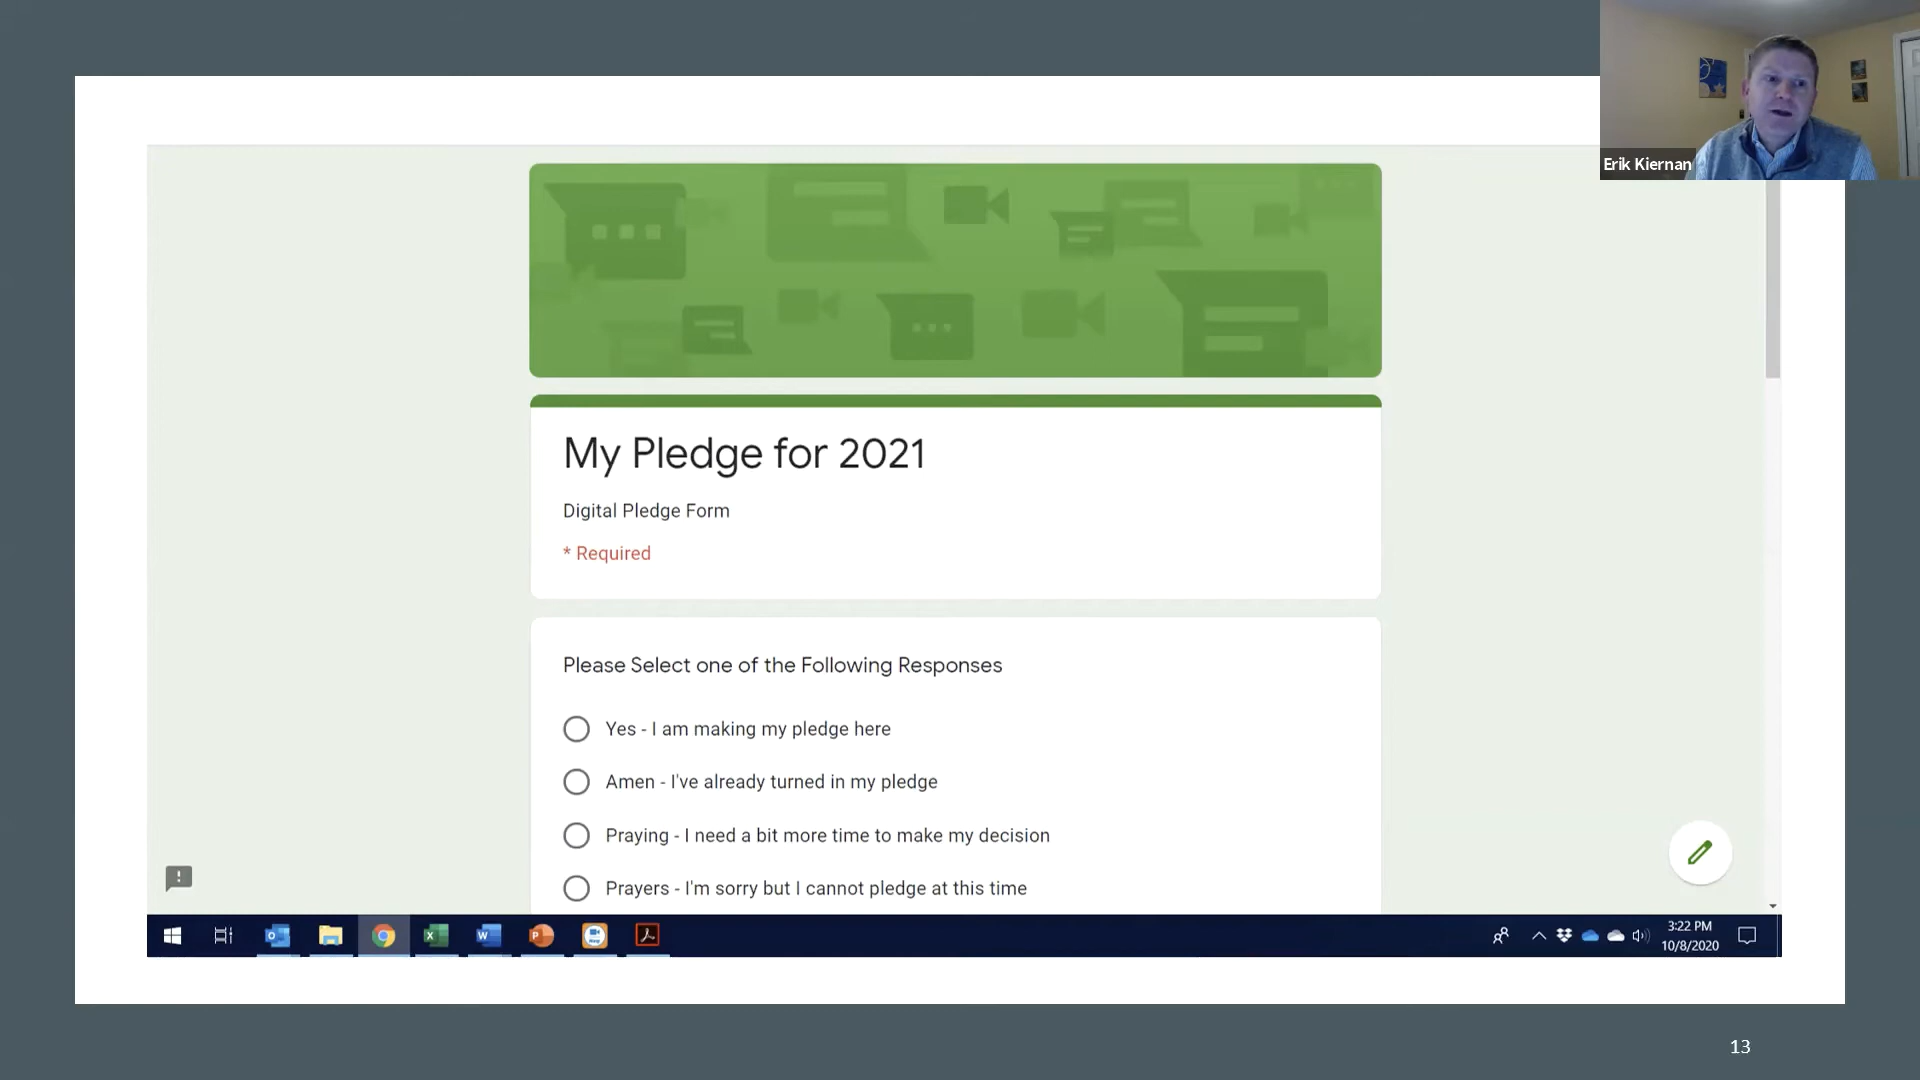 Erik Kiernan
My Pledge for 2021
Digital Pledge Form
* Required
Please Select one of the Following Responses
Yes - I am making my pledge here
Amen - I've already turned in my pledge
Praying - I need a bit more time to make my decision
Prayers - I'm sorry but I cannot pledge at this time
3:22 PM
10/8/2020
13